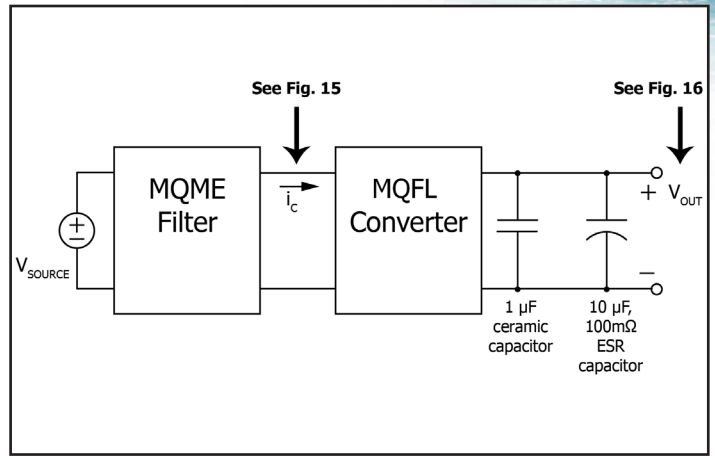 See Fig. 15
See Fig. 16
MQME
Filter
i_C
MQFL
Converter
+
V_OUT
+
−
V_SOURCE
−
1 µF
ceramic
capacitor
10 µF,
100mΩ
ESR
capacitor